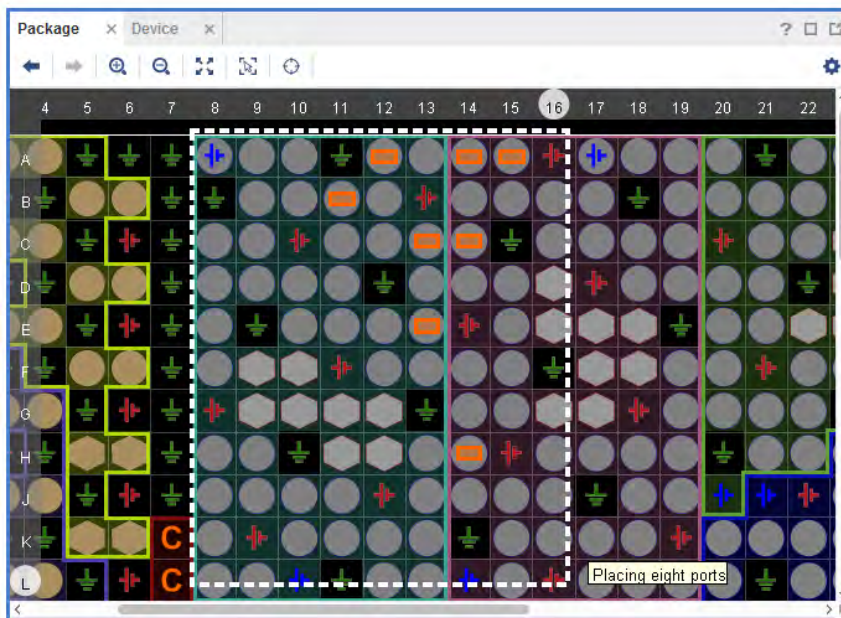 Package × Device ×
?
4 5 6 7 8 9 10 11 12 13 14 15 16 17 18 19 20 21 22
A
B
C
D
E
F
G
H
J
K C
L C
Placing eight ports